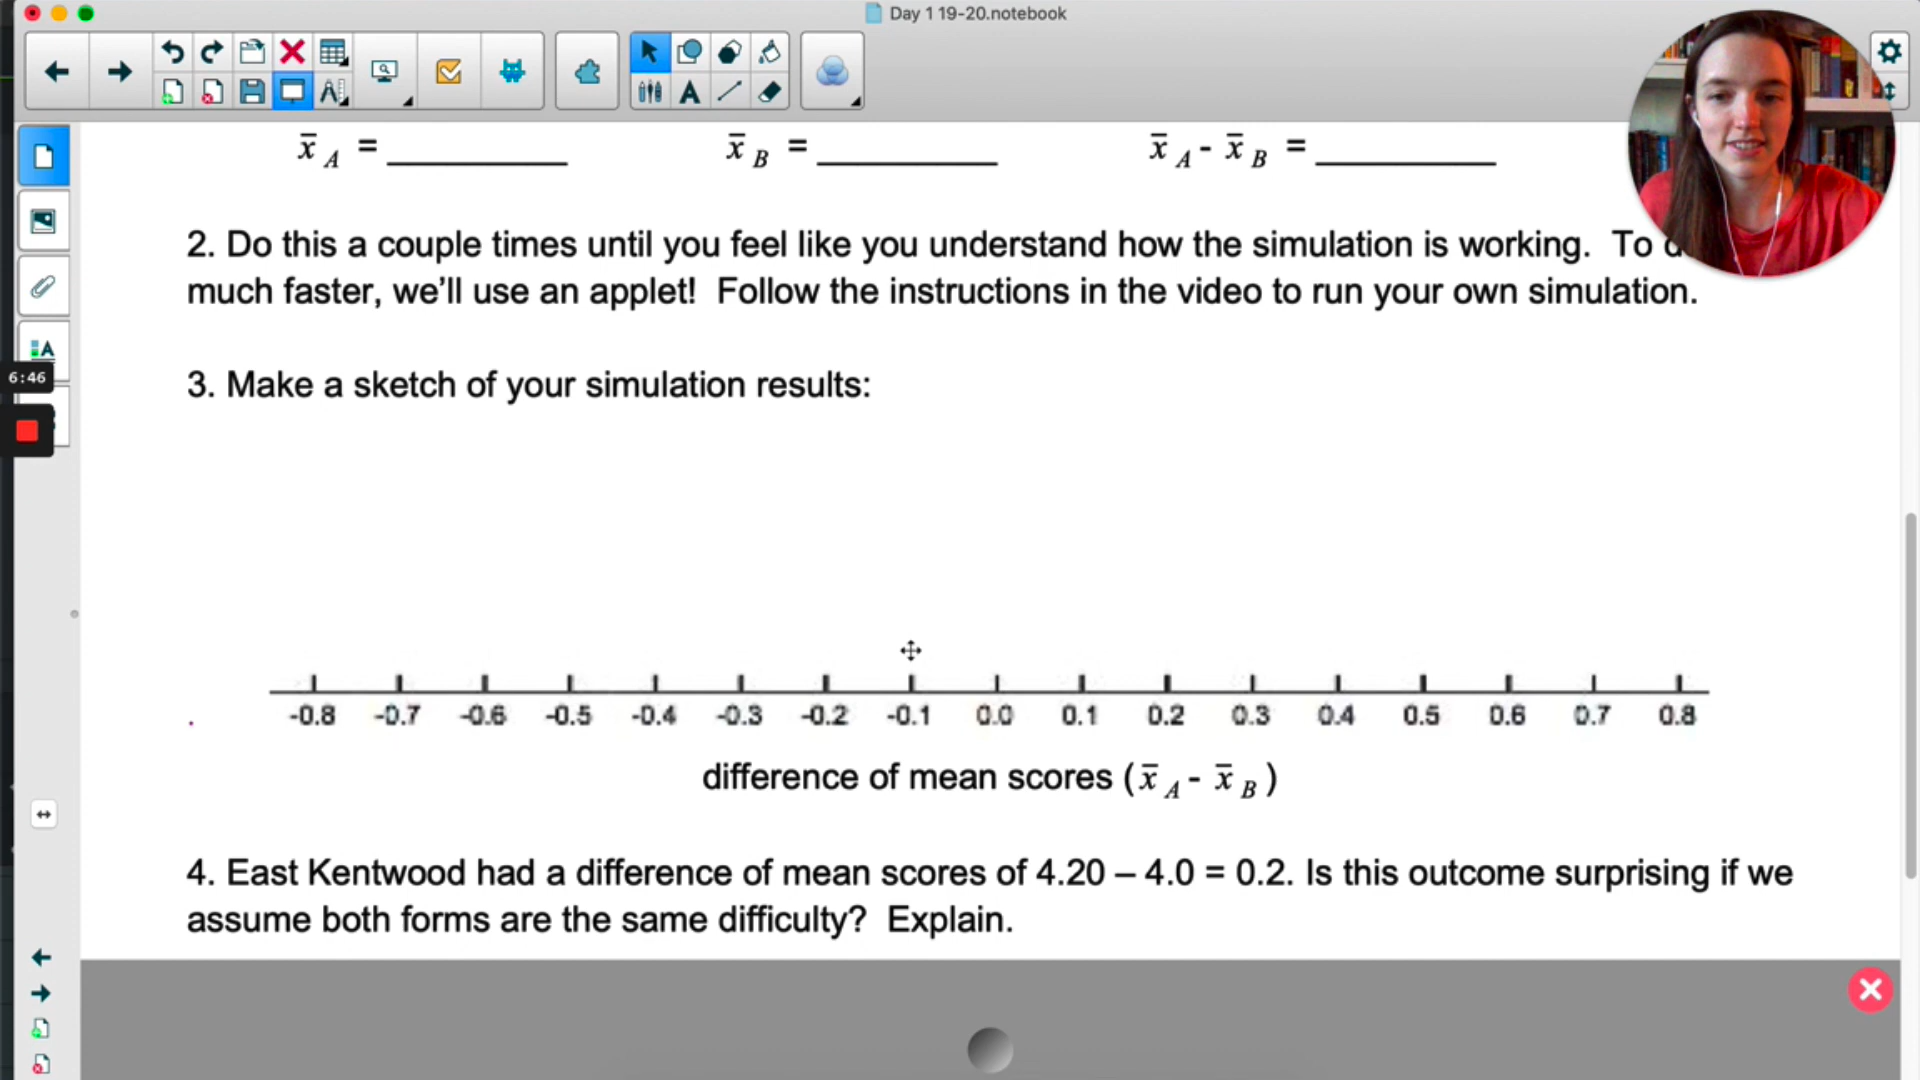 Day 1 19-20.notebook
x̄ A = _________ x̄ B = _________ x̄ A - x̄ B = _________
2. Do this a couple times until you feel like you understand how the simulation is working. To
much faster, we'll use an applet! Follow the instructions in the video to run your own simulation.
6:46
3. Make a sketch of your simulation results:
-0.8 -0.7 -0.6 -0.5 -0.4 -0.3 -0.2 -0.1 0.0 0.1 0.2 0.3 0.4 0.5 0.6 0.7 0.8
difference of mean scores (x̄ A - x̄ B )
4. East Kentwood had a difference of mean scores of 4.20 – 4.0 = 0.2. Is this outcome surprising if we
assume both forms are the same difficulty? Explain.